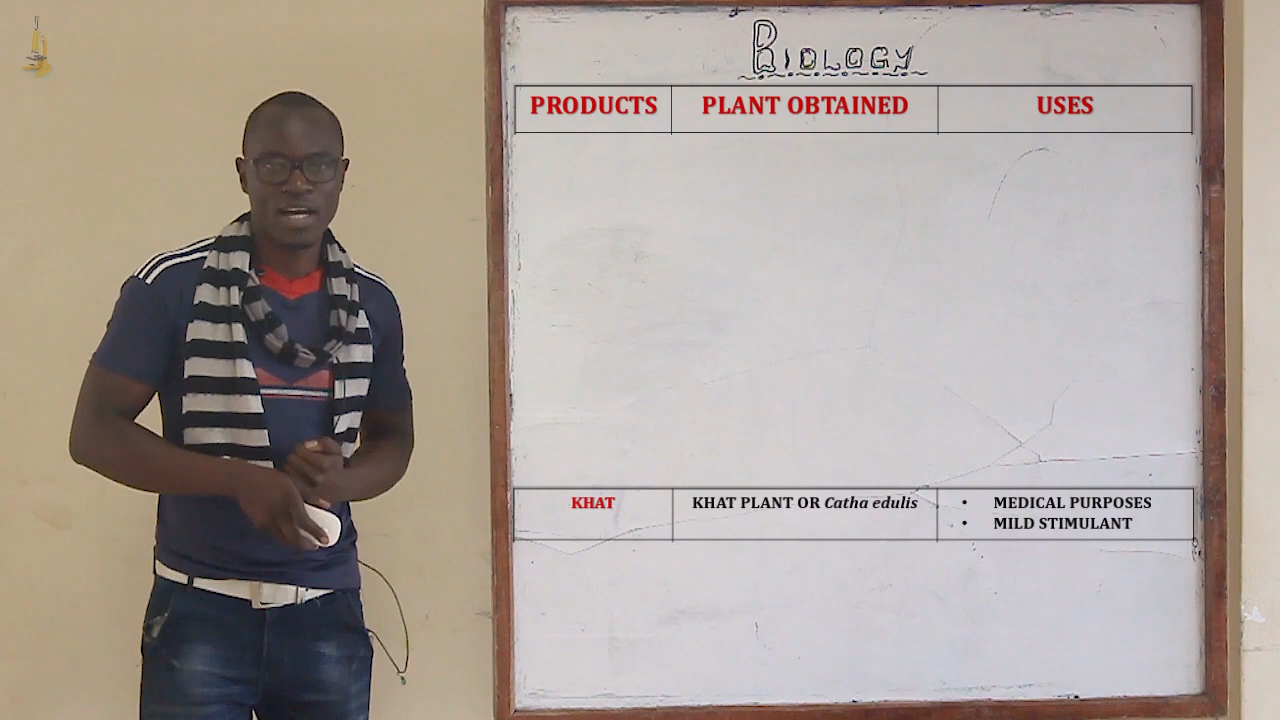 BIOLOGY
PRODUCTS PLANT OBTAINED USES
KHAT KHAT PLANT OR Catha edulis • MEDICAL PURPOSES
• MILD STIMULANT